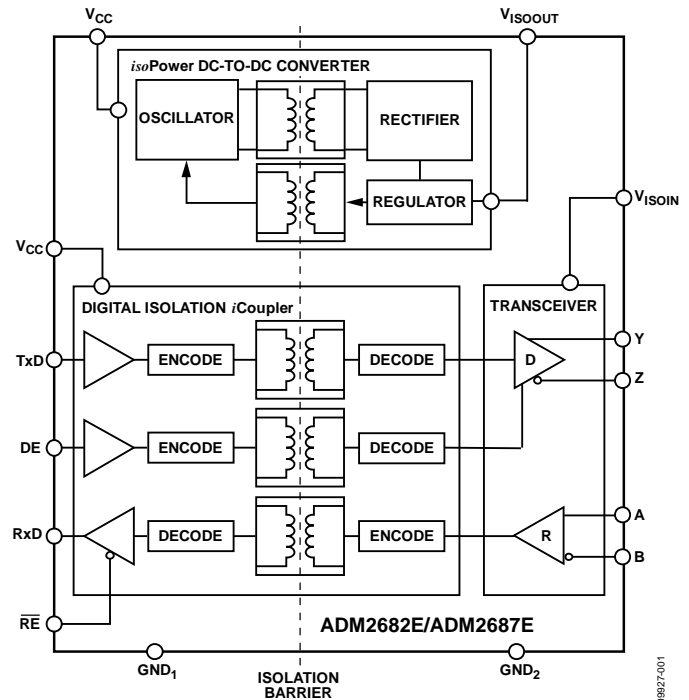 VCC
VISOOUT
isoPower DC-TO-DC CONVERTER
OSCILLATOR
RECTIFIER
REGULATOR
VISOIN
VCC
DIGITAL ISOLATION iCoupler
TRANSCEIVER
TxD
ENCODE
DECODE
D
Y
Z
DE
ENCODE
DECODE
RxD
DECODE
ENCODE
R
A
B
RE
ADM2682E/ADM2687E
GND1
ISOLATION
BARRIER
GND2
09927-001